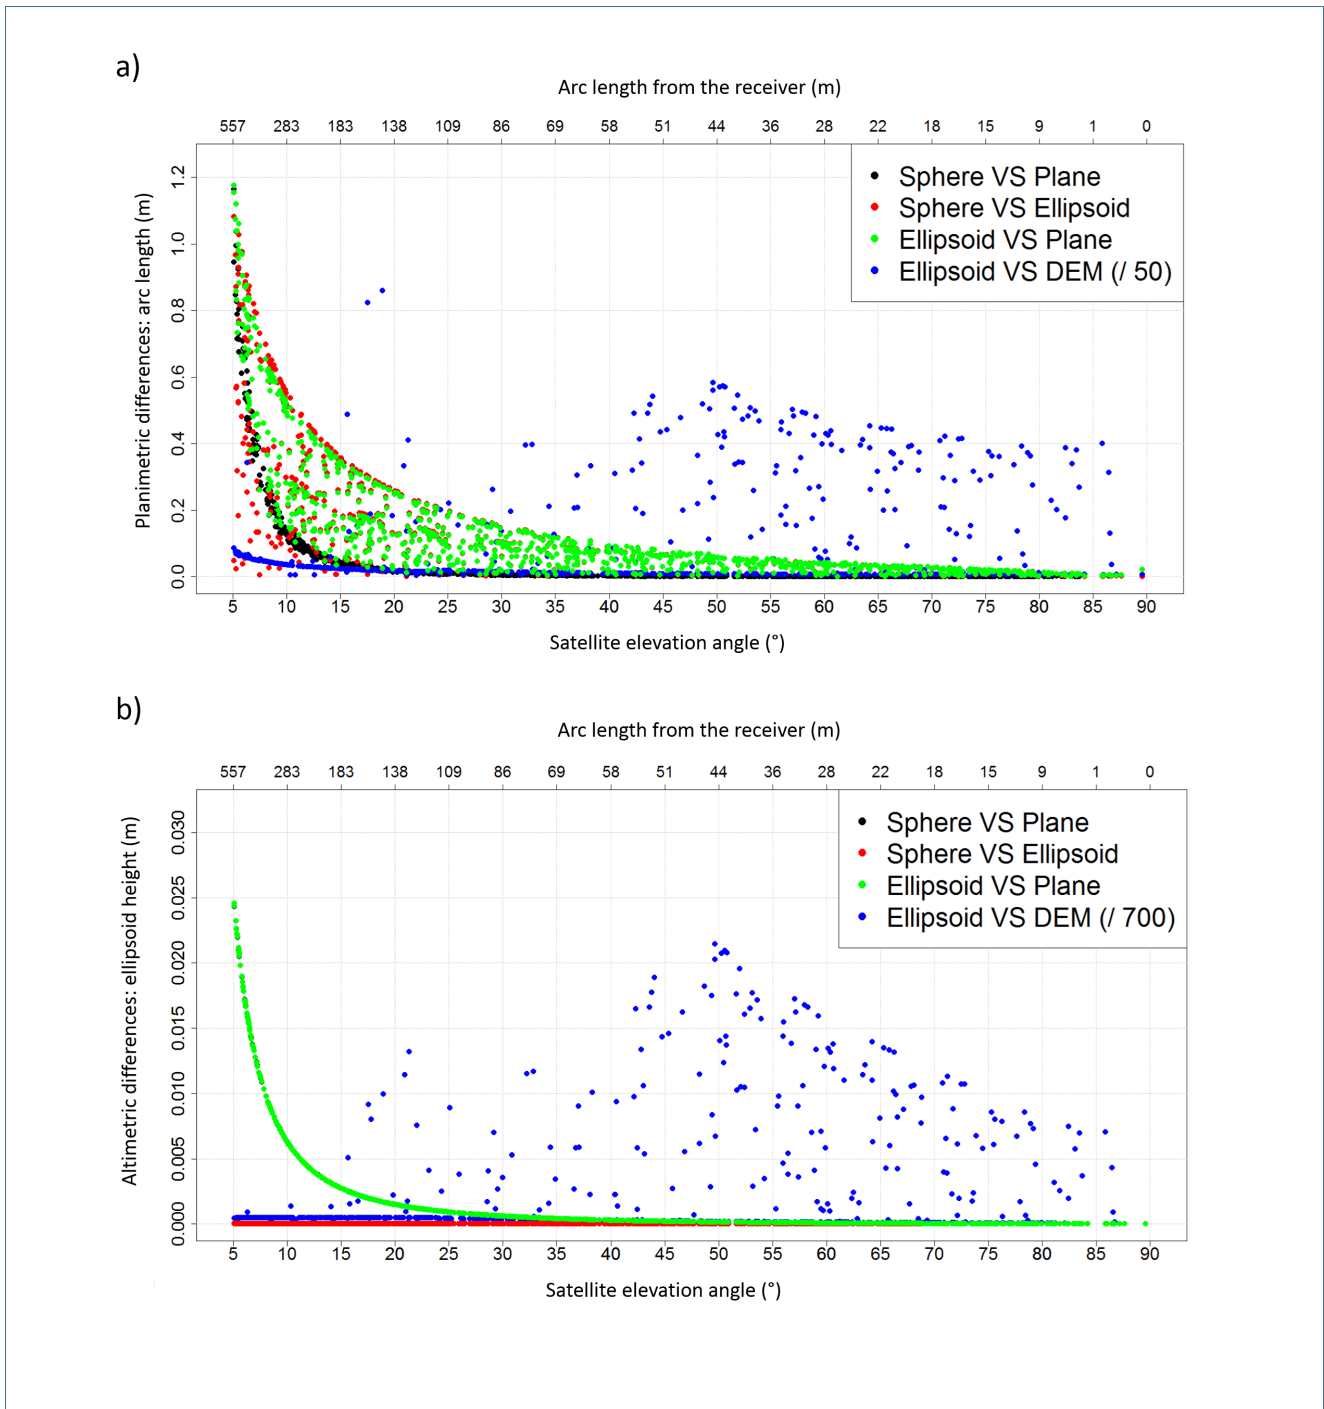 a)
Arc length from the receiver (m)
557 283 183 138 109 86 69 58 51 44 36 28 22 18 15 9 1 0
Sphere VS Plane
Sphere VS Ellipsoid
Ellipsoid VS Plane
Ellipsoid VS DEM (/ 50)
Planimetric differences: arc length (m)
1.2
1.0
0.8
0.6
0.4
0.2
0.0
5 10 15 20 25 30 35 40 45 50 55 60 65 70 75 80 85 90
Satellite elevation angle (°)
b)
Arc length from the receiver (m)
557 283 183 138 109 86 69 58 51 44 36 28 22 18 15 9 1 0
Sphere VS Plane
Sphere VS Ellipsoid
Ellipsoid VS Plane
Ellipsoid VS DEM (/ 700)
Altimetric differences: ellipsoid height (m)
0.030
0.025
0.020
0.015
0.010
0.005
0.000
5 10 15 20 25 30 35 40 45 50 55 60 65 70 75 80 85 90
Satellite elevation angle (°)